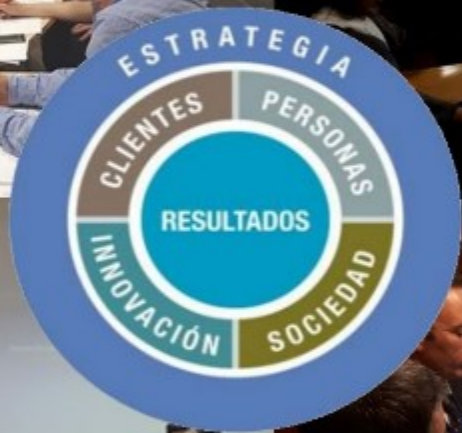 ESTRATEGIA
CLIENTES
PERSONAS
RESULTADOS
INNOVACIÓN
SOCIEDAD